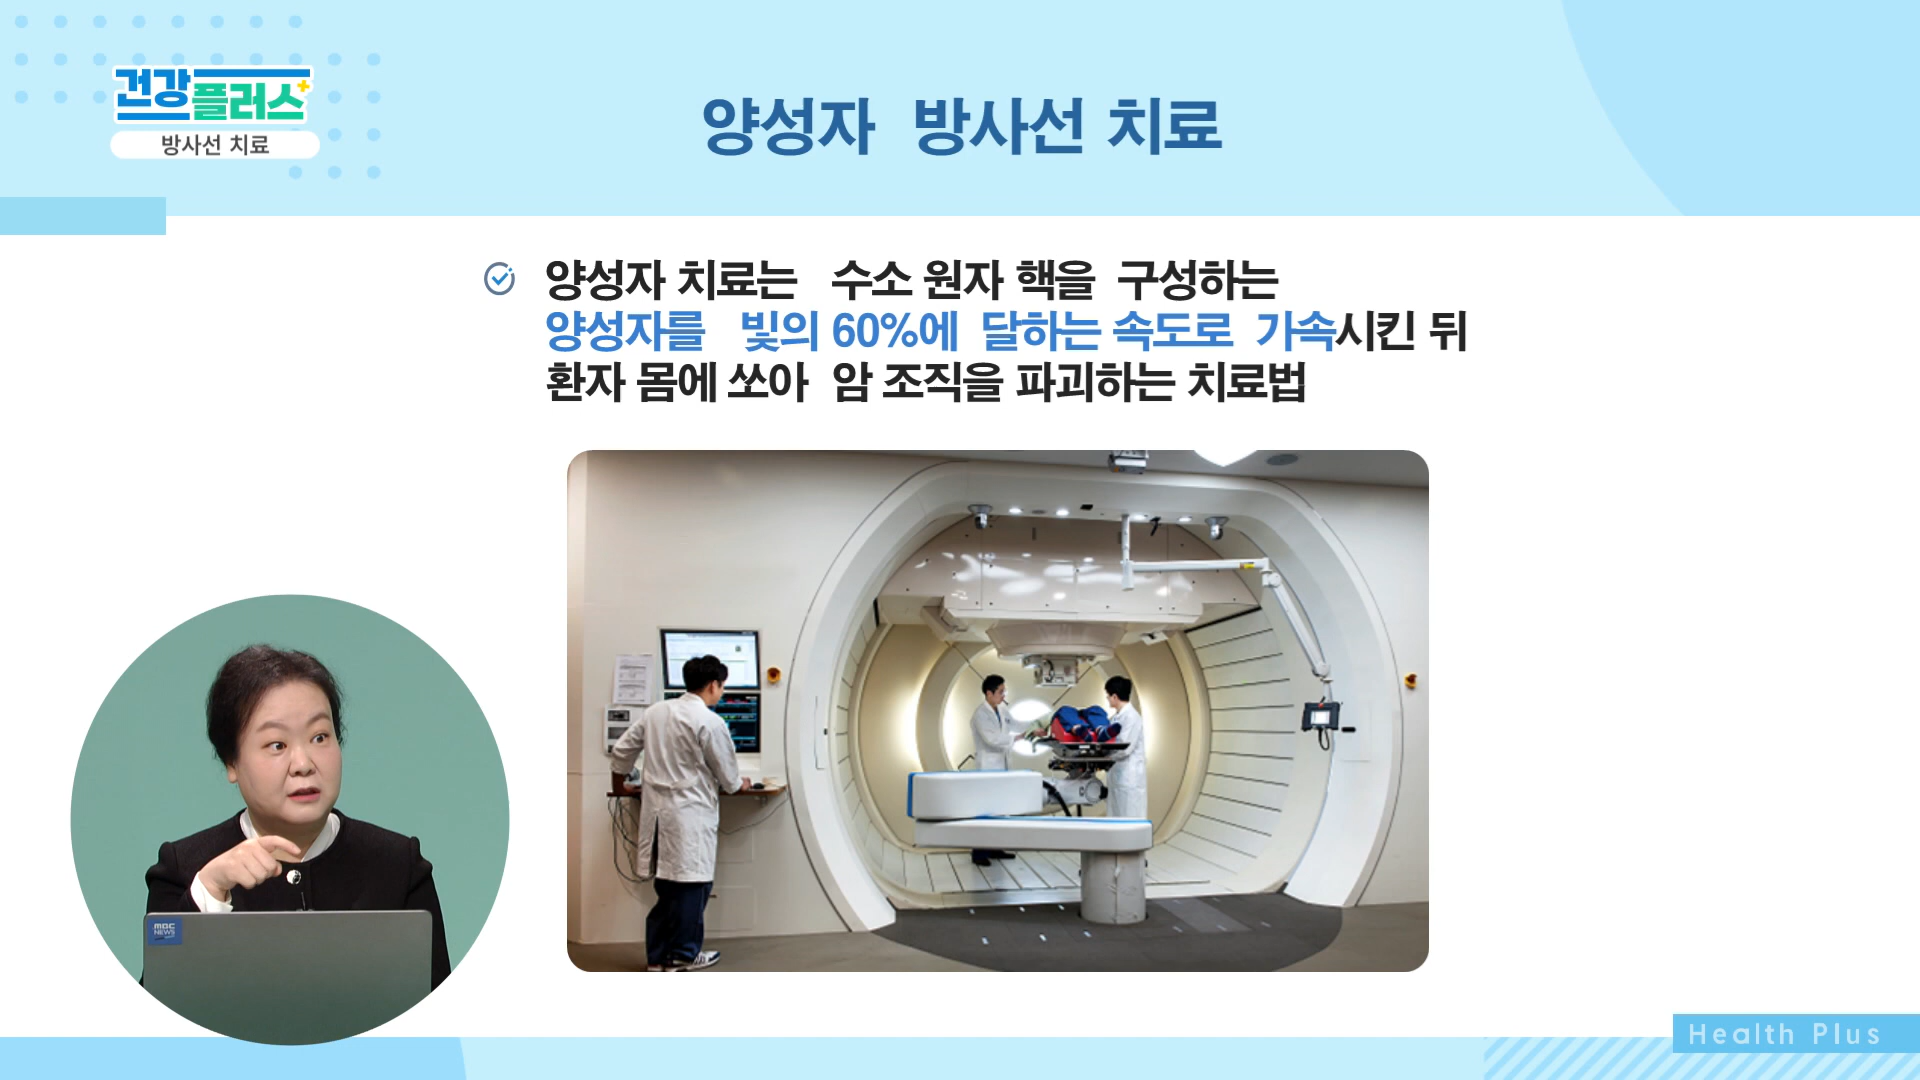 건강플러스+
방사선 치료
양성자 방사선 치료
양성자 치료는 수소 원자 핵을 구성하는
양성자를 빛의 60%에 달하는 속도로 가속시킨 뒤
환자 몸에 쏘아 암 조직을 파괴하는 치료법
MBC
NEWS
Health Plus